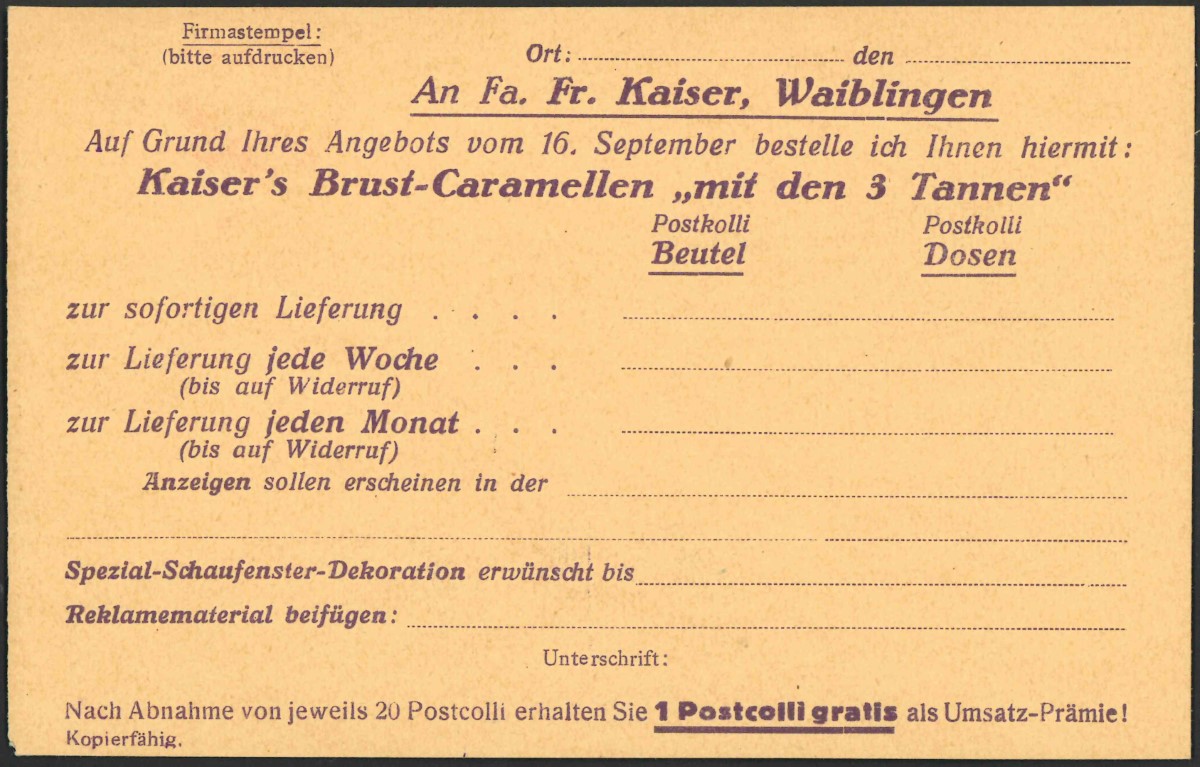 Firmastempel:
(bitte aufdrucken)
Ort: den
An Fa. Fr. Kaiser, Waiblingen
Auf Grund Ihres Angebots vom 16. September bestelle ich Ihnen hiermit:
Kaiser's Brust-Caramellen „mit den 3 Tannen“
Postkolli Postkolli
Beutel Dosen
zur sofortigen Lieferung . . . .
zur Lieferung jede Woche . . .
(bis auf Widerruf)
zur Lieferung jeden Monat . . .
(bis auf Widerruf)
Anzeigen sollen erscheinen in der
Spezial-Schaufenster-Dekoration erwünscht bis
Reklamematerial beifügen:
Unterschrift:
Nach Abnahme von jeweils 20 Postcolli erhalten Sie 1 Postcolli gratis als Umsatz-Prämie!
Kopierfähig.